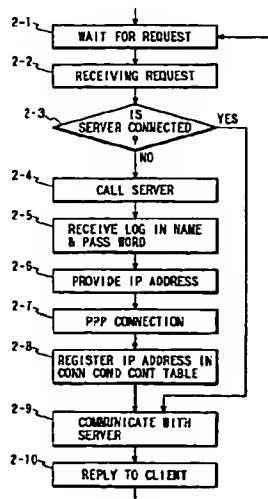 2-1
WAIT FOR REQUEST
2-2
RECEIVING REQUEST
2-3
IS
SERVER CONNECTED
YES
NO
2-4
CALL SERVER
2-5
RECEIVE LOG IN NAME
& PASS WORD
2-6
PROVIDE IP ADDRESS
2-7
PPP CONNECTION
2-8
REGISTER IP ADDRESS IN
CONN COND CONT TABLE
2-9
COMMUNICATE WITH
SERVER
2-10
REPLY TO CLIENT